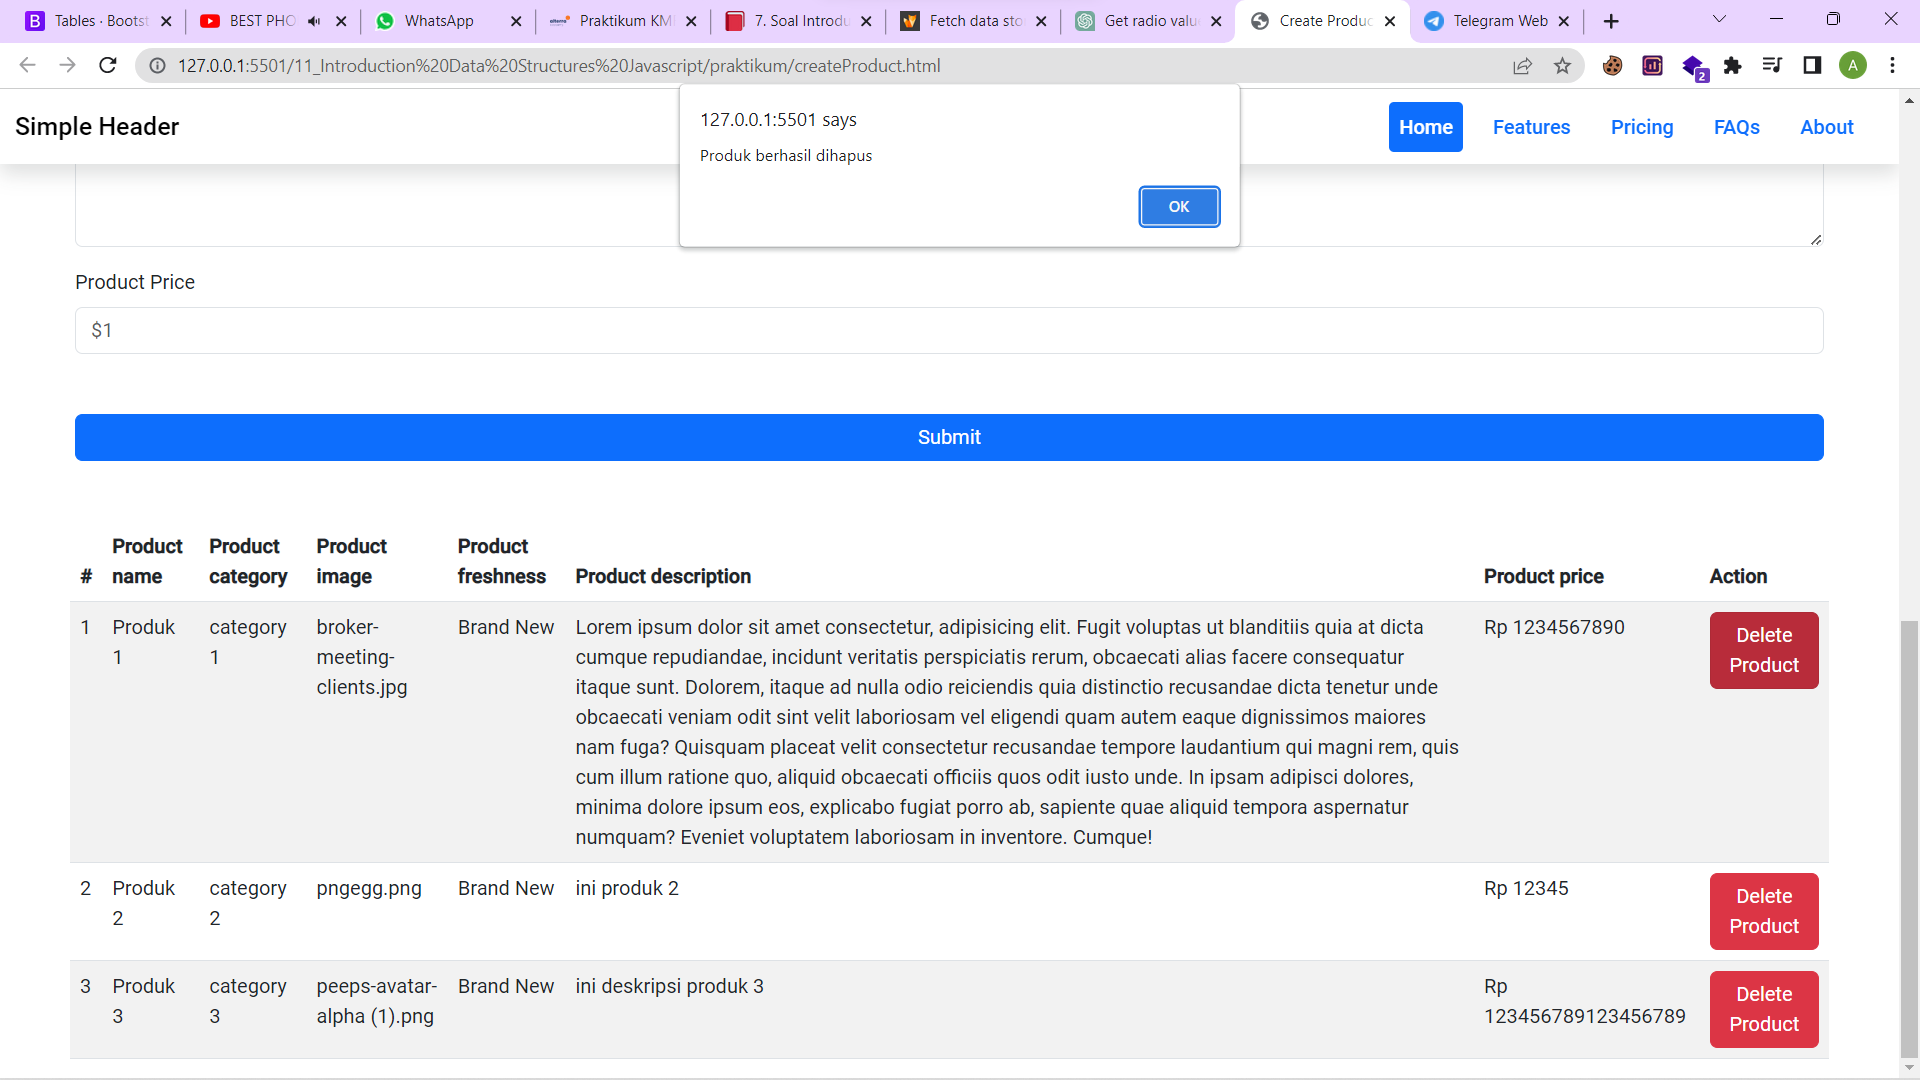 Tables · Bootst
BEST PHO
WhatsApp
Praktikum KM
7. Soal Introdu
Fetch data sto
Get radio valu
Create Produc
Telegram Web
127.0.0.1:5501/11_Introduction%20Data%20Structures%20Javascript/praktikum/createProduct.html
2
A
Simple Header
Home
Features
Pricing
FAQs
About
127.0.0.1:5501 says
Produk berhasil dihapus
OK
Product Price
$1
Submit
#
Product
name
Product
category
Product
image
Product
freshness
Product description
Product price
Action
1
Produk
1
category
1
broker-
meeting-
clients.jpg
Brand New
Lorem ipsum dolor sit amet consectetur, adipisicing elit. Fugit voluptas ut blanditiis quia at dicta
cumque repudiandae, incidunt veritatis perspiciatis rerum, obcaecati alias facere consequatur
itaque sunt. Dolorem, itaque ad nulla odio reiciendis quia distinctio recusandae dicta tenetur unde
obcaecati veniam odit sint velit laboriosam vel eligendi quam autem eaque dignissimos maiores
nam fuga? Quisquam placeat velit consectetur recusandae tempore laudantium qui magni rem, quis
cum illum ratione quo, aliquid obcaecati officiis quos odit iusto unde. In ipsam adipisci dolores,
minima dolore ipsum eos, explicabo fugiat porro ab, sapiente quae aliquid tempora aspernatur
numquam? Eveniet voluptatem laboriosam in inventore. Cumque!
Rp 1234567890
Delete
Product
2
Produk
2
category
2
pngegg.png
Brand New
ini produk 2
Rp 12345
Delete
Product
3
Produk
3
category
3
peeps-avatar-
alpha (1).png
Brand New
ini deskripsi produk 3
Rp
123456789123456789
Delete
Product